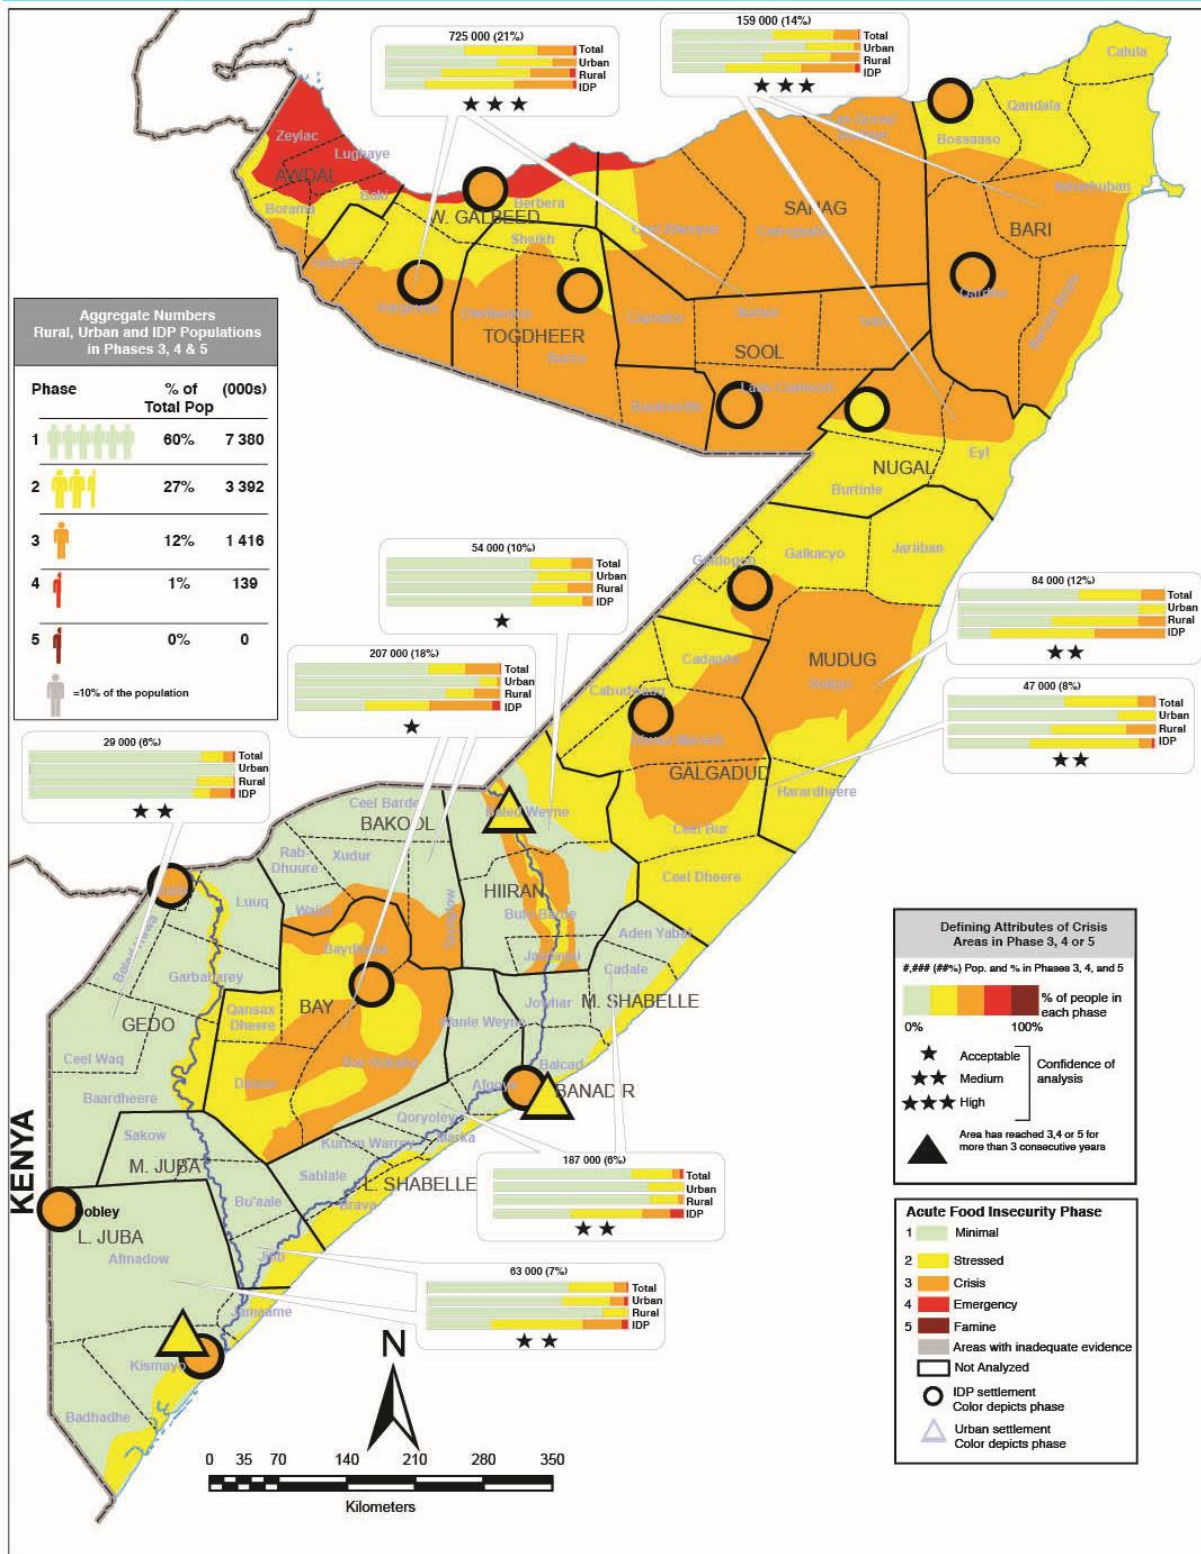 725 000 (21%)
Total
Urban
Rural
IDP
★ ★ ★
159 000 (14%)
Total
Urban
Rural
IDP
★ ★ ★
Calula
Qandala
Bossaaso
Zeylac
Lughaye
AWDAL
Baki
Borama
Berbera
W. GALBEED
Sheikh
SANAG
BARI
TOGDHEER
SOOL
NUGAL
Eyl
Burtinle
Galkacyo
Jariiban
Aggregate Numbers
Rural, Urban and IDP Populations
in Phases 3, 4 & 5
Phase % of (000s)
Total Pop
1 60% 7 380
2 27% 3 392
3 12% 1 416
4 1% 139
5 0% 0
=10% of the population
54 000 (10%)
Total
Urban
Rural
IDP
★
84 000 (12%)
Total
Urban
Rural
IDP
★ ★
207 000 (18%)
Total
Urban
Rural
IDP
★
47 000 (8%)
Total
Urban
Rural
IDP
★ ★
29 000 (6%)
Total
Urban
Rural
IDP
★ ★
Cadaado
MUDUG
Cabudwaaq
GALGADUD
Harardheere
Ceel Bur
Ceel Dheere
Ceel Barde
BAKOOL
Rab-
Dhuure
Xudur
HIIRAN
Luuq
Aden Yabal
Cadale
Garbaharey
Qansax
Dheere
BAY
Jowhar
M. SHABELLE
GEDO
Wanle Weyne
Ceel Waq
Balcad
BANADIR
Baardheere
Qoryoley
Marka
Sakow
Kurtun Warrey
M. JUBA
Sablale
L. SHABELLE
Bu'aale
Brava
KENYA
L. JUBA
Afmadow
Jilib
Jamaame
Kismayo
Badhadhe
187 000 (6%)
Total
Urban
Rural
IDP
★ ★
63 000 (7%)
Total
Urban
Rural
IDP
★ ★
Defining Attributes of Crisis
Areas in Phase 3, 4 or 5
#,### (##%) Pop. and % in Phases 3, 4, and 5
% of people in
each phase
0% 100%
★ Acceptable
★★ Medium
★★★ High
Confidence of
analysis
Area has reached 3,4 or 5 for
more than 3 consecutive years
Acute Food Insecurity Phase
1 Minimal
2 Stressed
3 Crisis
4 Emergency
5 Famine
Areas with inadequate evidence
Not Analyzed
IDP settlement
Color depicts phase
Urban settlement
Color depicts phase
N
0 35 70 140 210 280 350
Kilometers